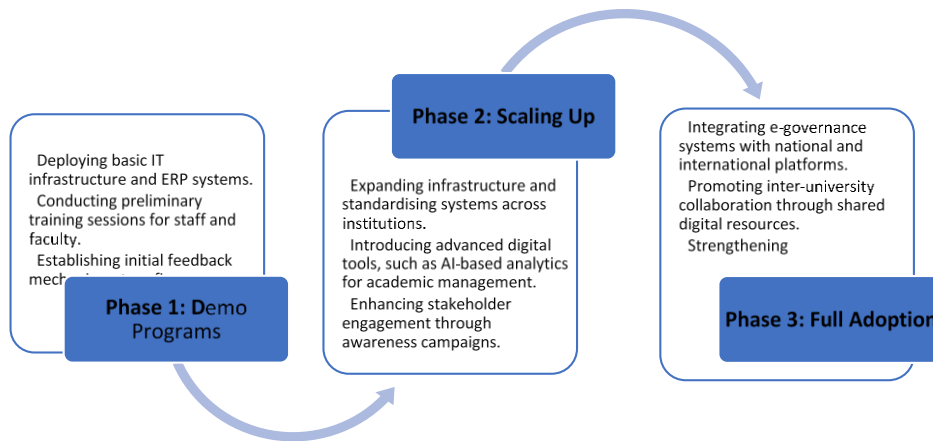 Deploying basic IT
infrastructure and ERP systems.
Conducting preliminary
training sessions for staff and
faculty.
Establishing initial feedback
Phase 1: Demo
Programs
Phase 2: Scaling Up
Expanding infrastructure and
standardising systems across
institutions.
Introducing advanced digital
tools, such as AI-based analytics
for academic management.
Enhancing stakeholder
engagement through
awareness campaigns.
Integrating e-governance
systems with national and
international platforms.
Promoting inter-university
collaboration through shared
digital resources.
Strengthening
Phase 3: Full Adoption